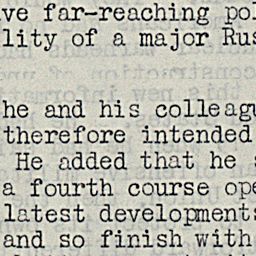 ve far-reaching pol
lity of a major Rus
he and his colleagu
therefore intended
He added that he s
a fourth course ope
latest developments
and so finish with